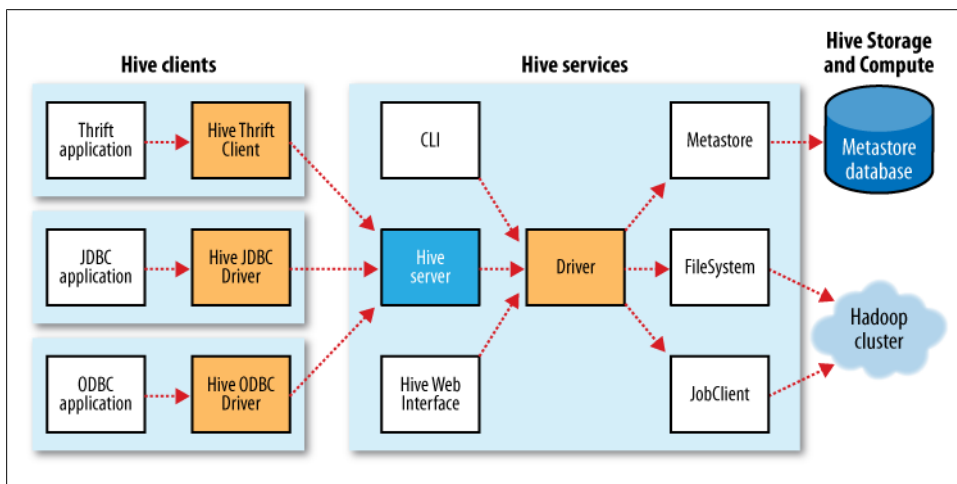 Hive clients
Thrift
application
Hive Thrift
Client
JDBC
application
Hive JDBC
Driver
ODBC
application
Hive ODBC
Driver
Hive services
CLI
Hive
server
Hive Web
Interface
Driver
Metastore
FileSystem
JobClient
Hive Storage
and Compute
Metastore
database
Hadoop
cluster